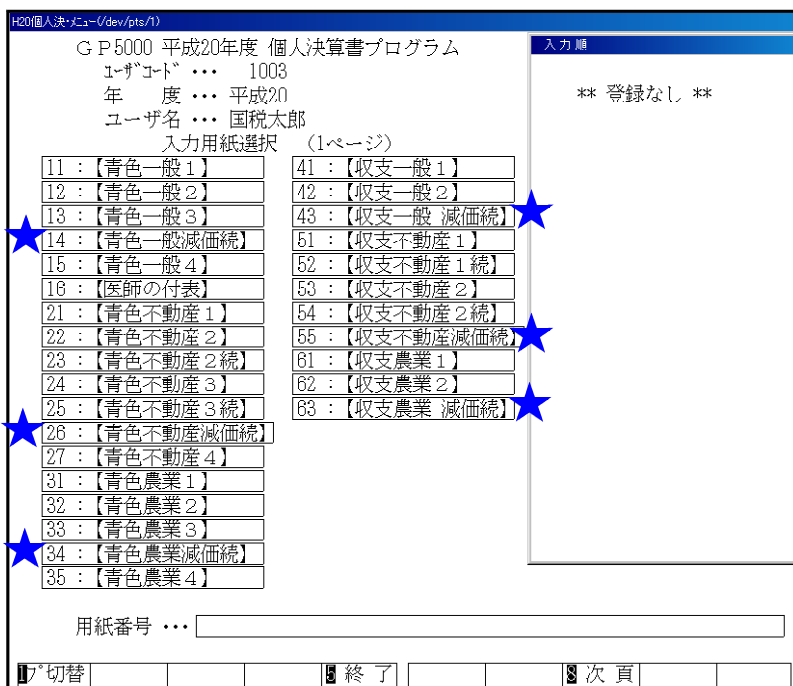 H20個人決・ﾒﾆｭｰ(/dev/pts/1)
GP5000 平成20年度 個人決算書プログラム
ﾕｰｻﾞｺｰﾄﾞ ・・・ 1003
年 度 ・・・ 平成20
ユーザ名 ・・・ 国税太郎
入力用紙選択 (1ページ)
11 : 【青色一般1】
12 : 【青色一般2】
13 : 【青色一般3】
14 : 【青色一般減価続】
15 : 【青色一般4】
16 : 【医師の付表】
21 : 【青色不動産1】
22 : 【青色不動産2】
23 : 【青色不動産2続】
24 : 【青色不動産3】
25 : 【青色不動産3続】
26 : 【青色不動産減価続】
27 : 【青色不動産4】
31 : 【青色農業1】
32 : 【青色農業2】
33 : 【青色農業3】
34 : 【青色農業減価続】
35 : 【青色農業4】
41 : 【収支一般1】
42 : 【収支一般2】
43 : 【収支一般 減価続】
51 : 【収支不動産1】
52 : 【収支不動産1続】
53 : 【収支不動産2】
54 : 【収支不動産2続】
55 : 【収支不動産減価続】
61 : 【収支農業1】
62 : 【収支農業2】
63 : 【収支農業 減価続】
入力順
** 登録なし **
用紙番号 ・・・
1ﾌﾟ切替
5 終 了
8 次 頁